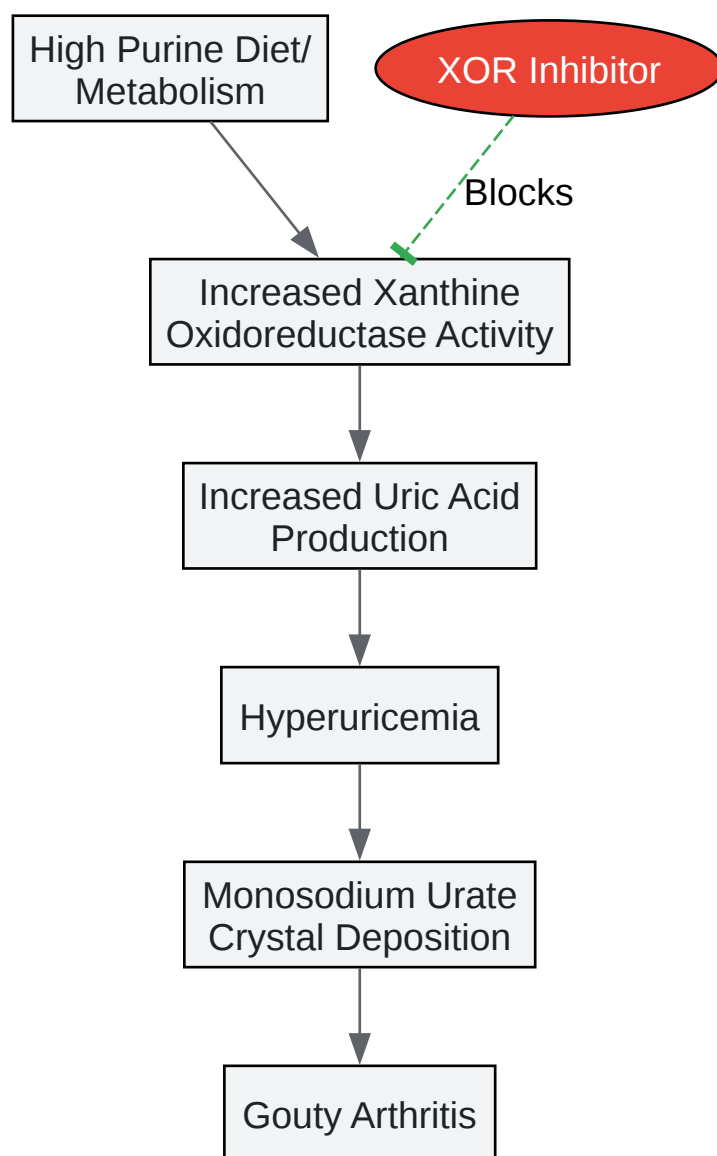 High Purine Diet/
Metabolism
XOR Inhibitor
Blocks
Increased Xanthine
Oxidoreductase Activity
Increased Uric Acid
Production
Hyperuricemia
Monosodium Urate
Crystal Deposition
Gouty Arthritis